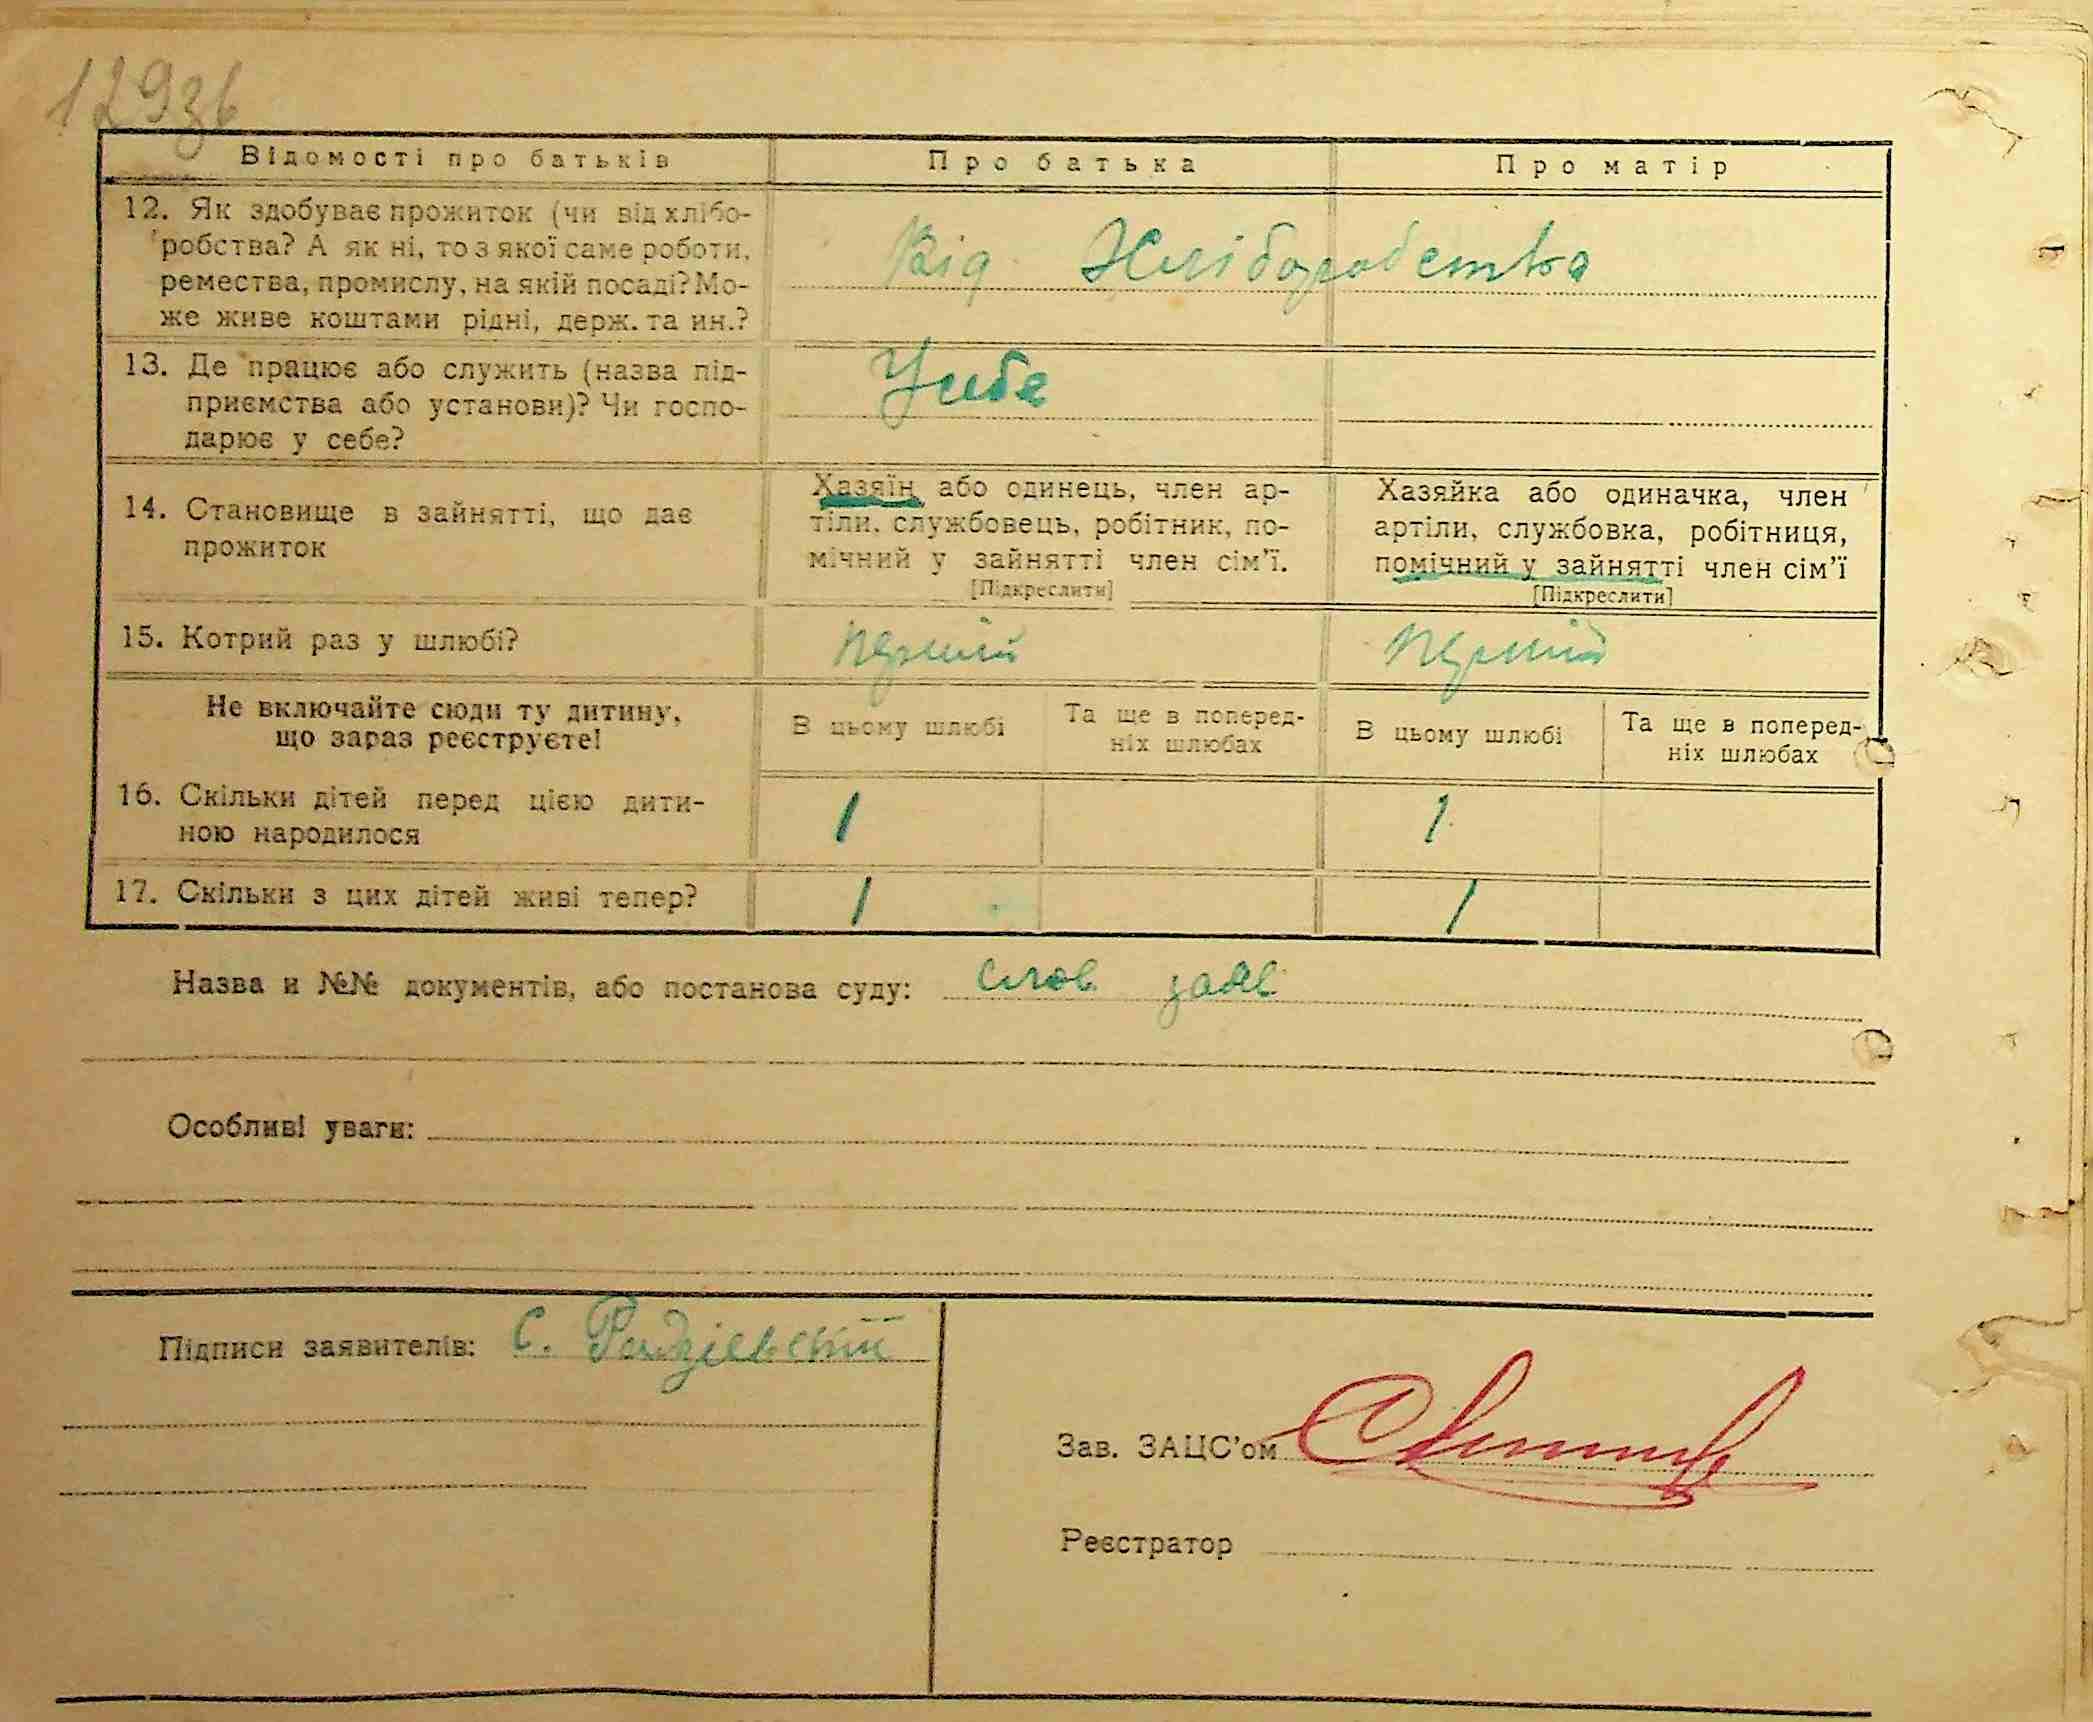 129зв
Відомості про батьків Про батька Про матір
12. Як здобуває прожиток (чи від хлібо-
робства? А як ні, то з якої саме роботи,
ремества, промислу, на якій посаді? Мо-
же живе коштами рідні, держ. та ин.?
Від Хліборобства
13. Де працює або служить (назва під-
приємства або установи)? Чи госпо-
дарює у себе?
Усебе
14. Становище в зайнятті, що дає
прожиток
Хазяїн або одинець, член ар-
тіли, службовець, робітник, по-
мічний у зайнятті член сім'ї.
[Підкреслити]
Хазяйка або одиначка, член
артіли, службовка, робітниця,
помічний у зайнятті член сім'ї
[Підкреслити]
15. Котрий раз у шлюбі? перший перший
Не включайте сюди ту дитину,
що зараз реєструєте!
В цьому шлюбі
Та ще в поперед-
ніх шлюбах
В цьому шлюбі
Та ще в поперед-
ніх шлюбах
16. Скільки дітей перед цією дити-
ною народилося
1 1
17. Скільки з цих дітей живі тепер? 1 1
Назва и №№ документів, або постанова суду: слов. заяв
Особливі уваги:
Підписи заявителів: С. Радзієвскій
Зав. ЗАЦС'ом
Реєстратор